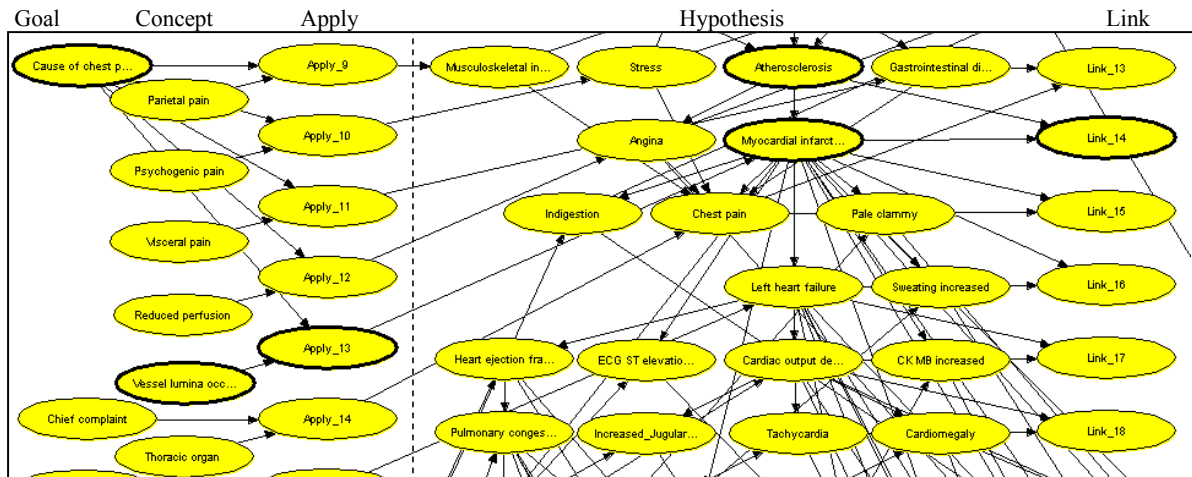 Goal Concept Apply Hypothesis Link
Cause of chest p... Apply_9 Musculoskeletal in... Stress Atherosclerosis Gastrointestinal di... Link_13
Parietal pain
Apply_10 Angina Myocardial infarct... Link_14
Psychogenic pain
Apply_11 Indigestion Chest pain Pale clammy Link_15
Visceral pain
Apply_12 Left heart failure Sweating increased Link_16
Reduced perfusion
Apply_13 Heart ejection fra... ECG ST elevatio... Cardiac output de... CK MB increased Link_17
Vessel lumina occ...
Chief complaint Apply_14 Pulmonary conges... Increased_Jugular... Tachycardia Cardiomegaly Link_18
Thoracic organ